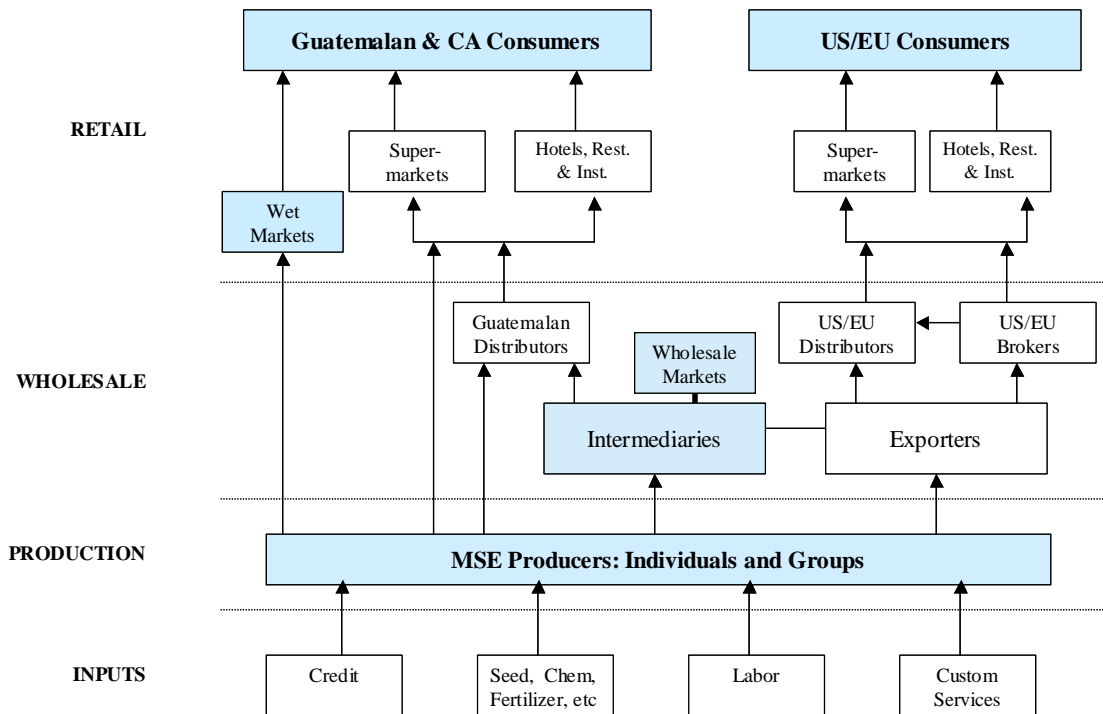 Guatemalan & CA Consumers
US/EU Consumers
RETAIL
Super-
markets
Hotels, Rest.
& Inst.
Super-
markets
Hotels, Rest.
& Inst.
Wet
Markets
Guatemalan
Distributors
US/EU
Distributors
US/EU
Brokers
Wholesale
Markets
WHOLESALE
Intermediaries
Exporters
PRODUCTION
MSE Producers: Individuals and Groups
INPUTS
Credit
Seed, Chem,
Fertilizer, etc
Labor
Custom
Services